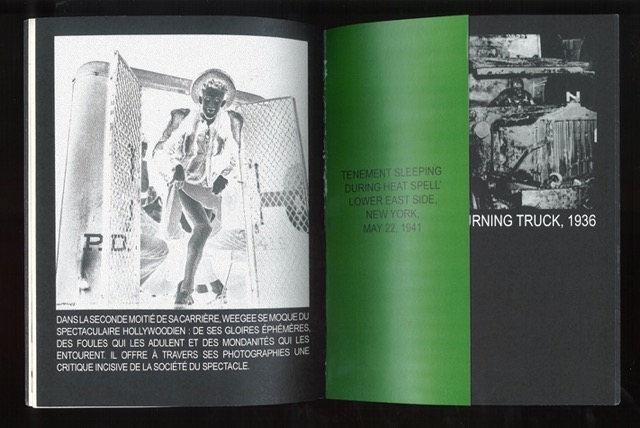 P.D.
DANS LA SECONDE MOITIÉ DE SA CARRIÈRE, WEEGEE SE MOQUE DU
SPECTACULAIRE HOLLYWOODIEN : DE SES GLOIRES ÉPHÉMÈRES,
DES FOULES QUI LES ADULENT ET DES MONDANITÉS QUI LES
ENTOURENT. IL OFFRE À TRAVERS SES PHOTOGRAPHIES UNE
CRITIQUE INCISIVE DE LA SOCIÉTÉ DU SPECTACLE.
TENEMENT SLEEPING
DURING HEAT SPELL'
LOWER EAST SIDE,
NEW YORK,
MAY 22, 1941
N
URNING TRUCK, 1936